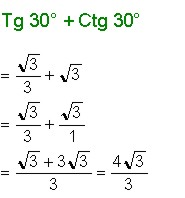 Tg 30° + Ctg 30°
= √3/3 + √3
= √3/3 + √3/1
= (√3 + 3√3)/3 = 4√3/3